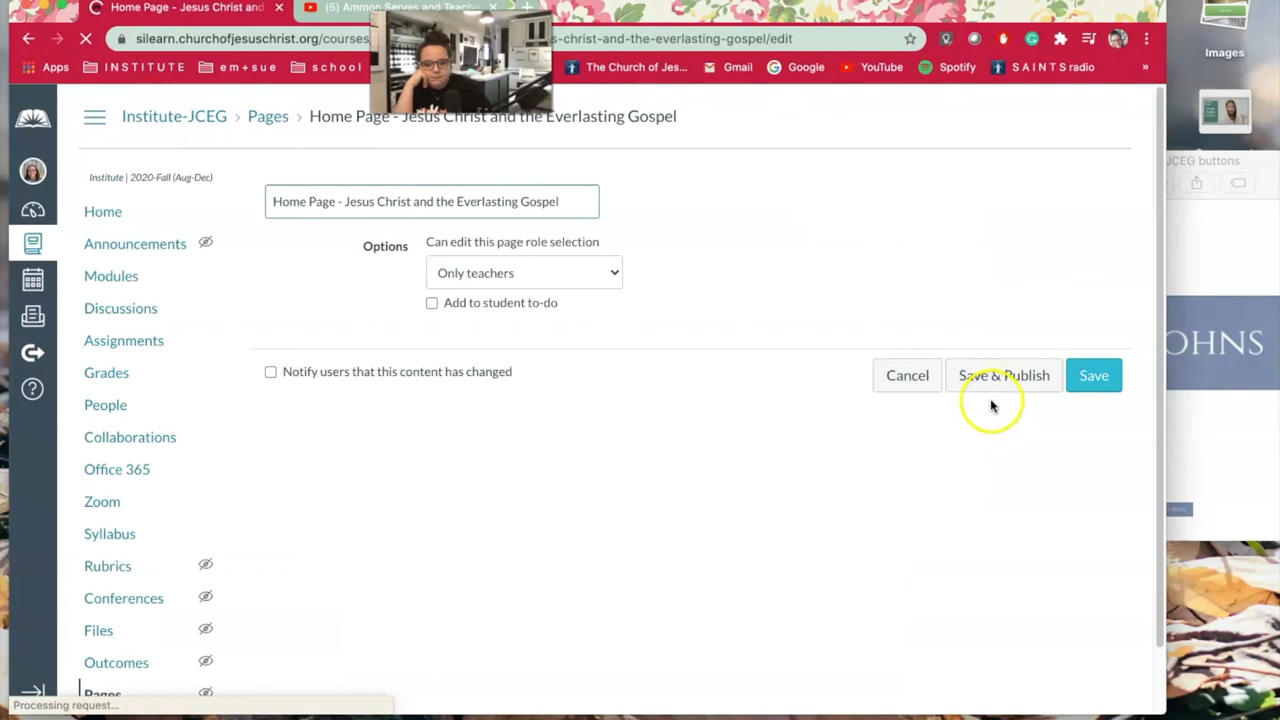 Home Page - Jesus Christ and
(5) Ammon Serves and Teach
silearn.churchofjesuschrist.org/courses
s-christ-and-the-everlasting-gospel/edit
Apps
INSTITUTE
em+sue
school
The Church of Jes...
Gmail
Google
YouTube
Spotify
SAINTS radio
»
Images
JCEG buttons
Institute-JCEG › Pages › Home Page - Jesus Christ and the Everlasting Gospel
Institute | 2020-Fall (Aug-Dec)
Home Page - Jesus Christ and the Everlasting Gospel
Home
Announcements
Modules
Discussions
Assignments
Grades
People
Collaborations
Office 365
Zoom
Syllabus
Rubrics
Conferences
Files
Outcomes
Pages
Options
Can edit this page role selection
Only teachers
Add to student to-do
Notify users that this content has changed
Cancel
Save & Publish
Save
OHNS
Processing request...